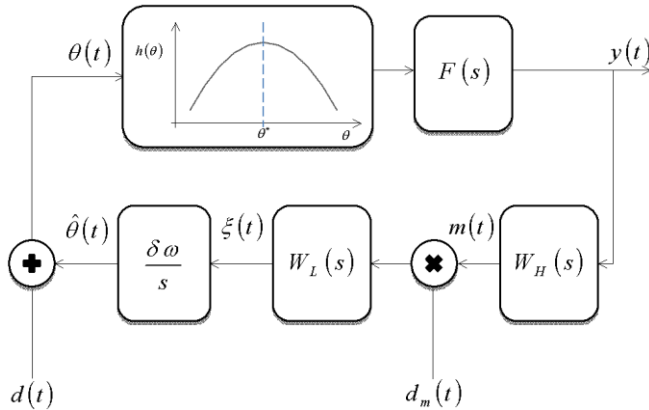 θ(t)
h(θ)
θ*
θ
F(s)
y(t)
θ̂(t)
δω
s
ξ(t)
W_L(s)
m(t)
W_H(s)
d(t)
d_m(t)